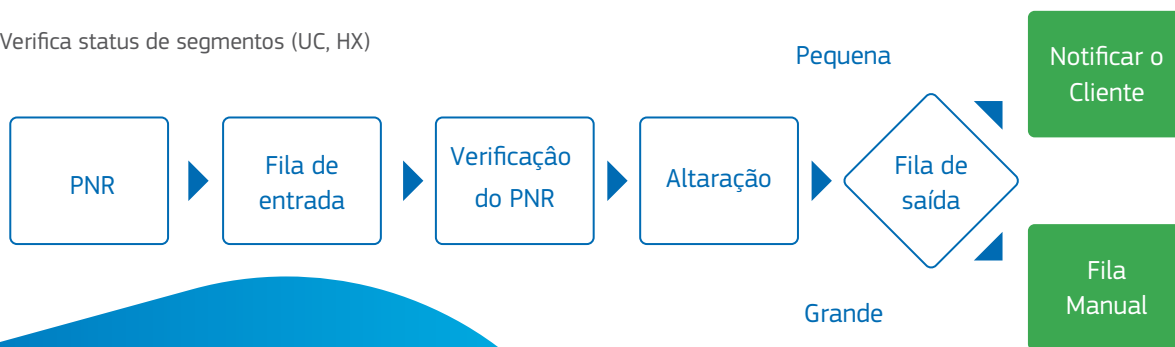 Verifica status de segmentos (UC, HX)
PNR
Fila de
entrada
Verificaçâo
do PNR
Altaração
Pequena
Fila de
saída
Grande
Notificar o
Cliente
Fila
Manual